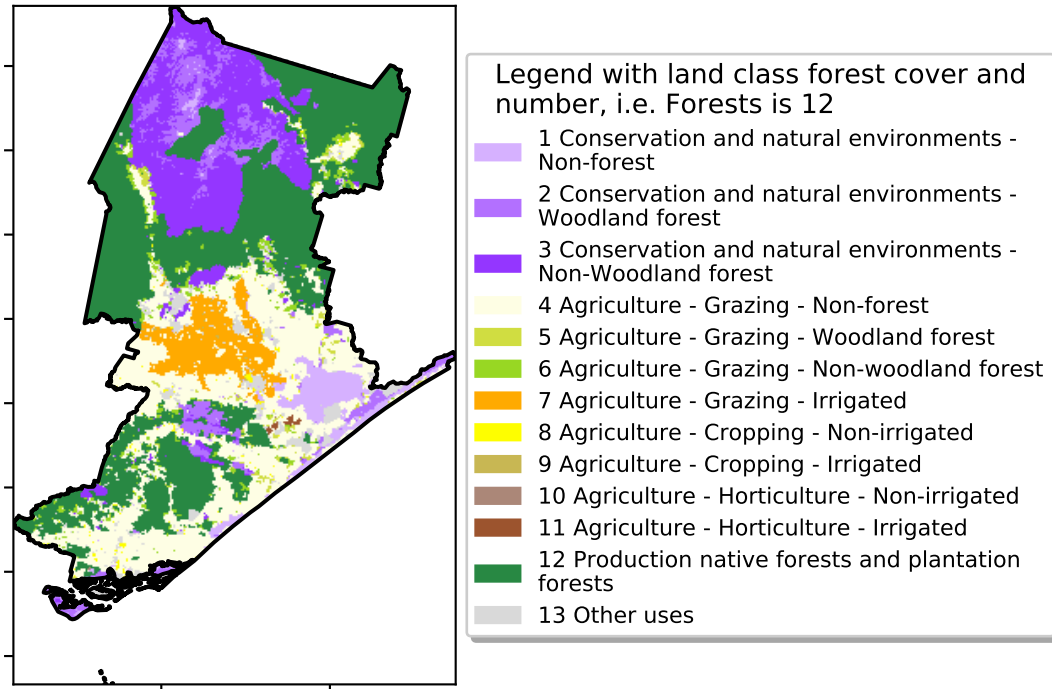 Legend with land class forest cover and
number, i.e. Forests is 12
1 Conservation and natural environments -
Non-forest
2 Conservation and natural environments -
Woodland forest
3 Conservation and natural environments -
Non-Woodland forest
4 Agriculture - Grazing - Non-forest
5 Agriculture - Grazing - Woodland forest
6 Agriculture - Grazing - Non-woodland forest
7 Agriculture - Grazing - Irrigated
8 Agriculture - Cropping - Non-irrigated
9 Agriculture - Cropping - Irrigated
10 Agriculture - Horticulture - Non-irrigated
11 Agriculture - Horticulture - Irrigated
12 Production native forests and plantation
forests
13 Other uses